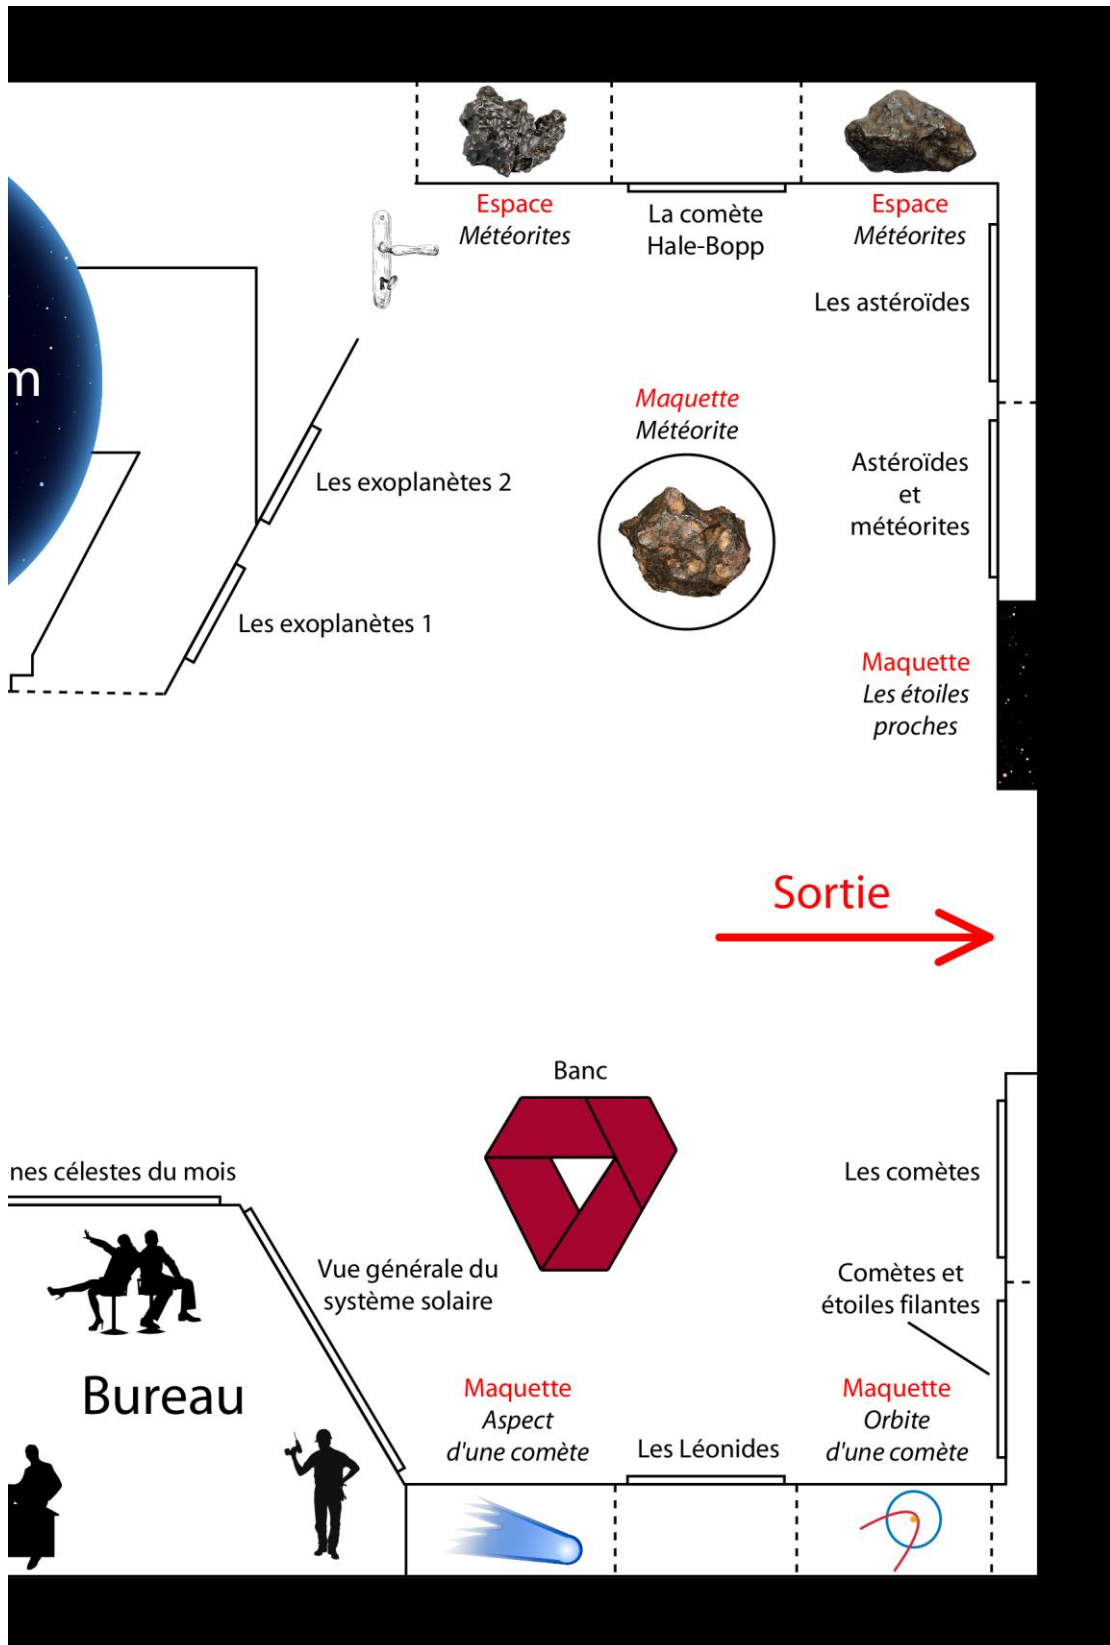 Espace
Météorites
La comète
Hale-Bopp
Espace
Météorites
Les astéroïdes
m
Maquette
Météorite
Les exoplanètes 2
Astéroïdes
et
météorites
Les exoplanètes 1
Maquette
Les étoiles
proches
Sortie
Banc
nes célestes du mois
Les comètes
Vue générale du
système solaire
Comètes et
étoiles filantes
Bureau
Maquette
Aspect
d'une comète
Les Léonides
Maquette
Orbite
d'une comète